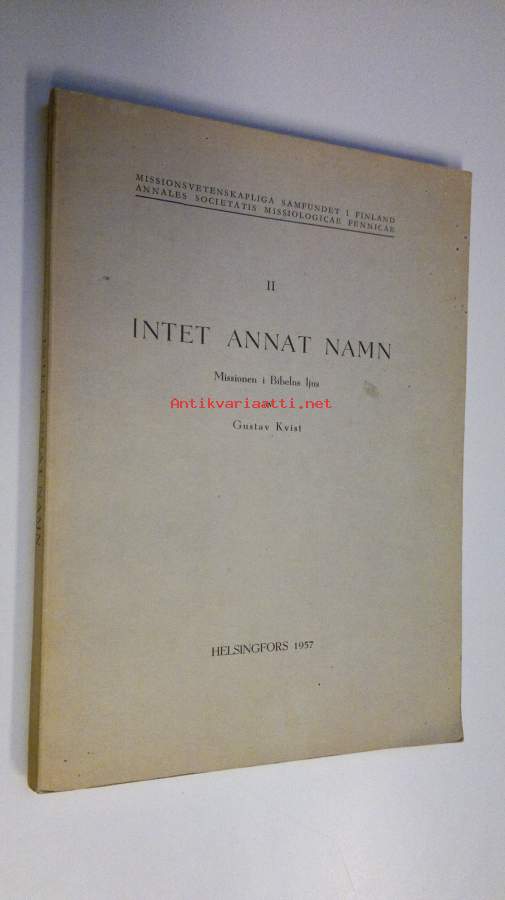 MISSIONSVETENSKAPLIGA SAMFUNDET I FINLAND
ANNALES SOCIETATIS MISSIOLOGICAE FENNICAE
II
INTET ANNAT NAMN
Missionen i Bibelns ljus
Antikvariaatti.net
Gustav Kvist
HELSINGFORS 1957